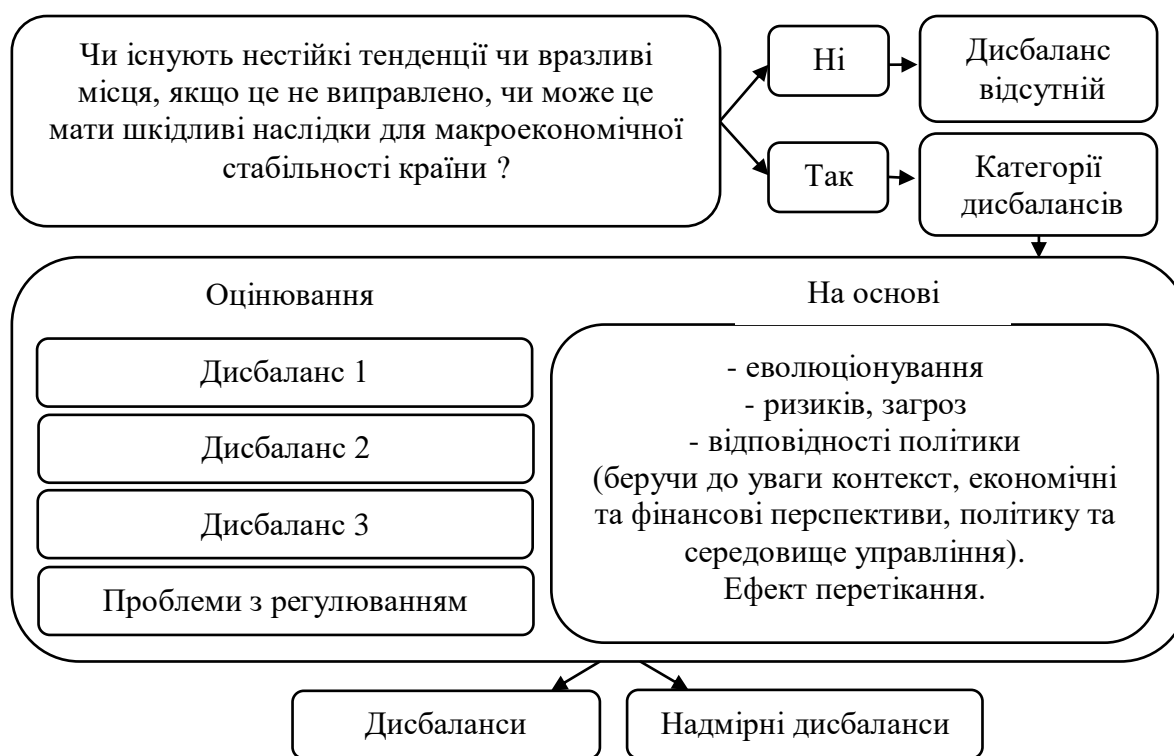 Чи існують нестійкі тенденції чи вразливі
місця, якщо це не виправлено, чи може це
мати шкідливі наслідки для макроекономічної
стабільності країни ?
Ні
Дисбаланс
відсутній
Так
Категорії
дисбалансів
Оцінювання
На основі
Дисбаланс 1
Дисбаланс 2
Дисбаланс 3
Проблеми з регулюванням
- еволюціонування
- ризиків, загроз
- відповідності політики
(беручи до уваги контекст, економічні
та фінансові перспективи, політику та
середовище управління).
Ефект перетікання.
Дисбаланси
Надмірні дисбаланси